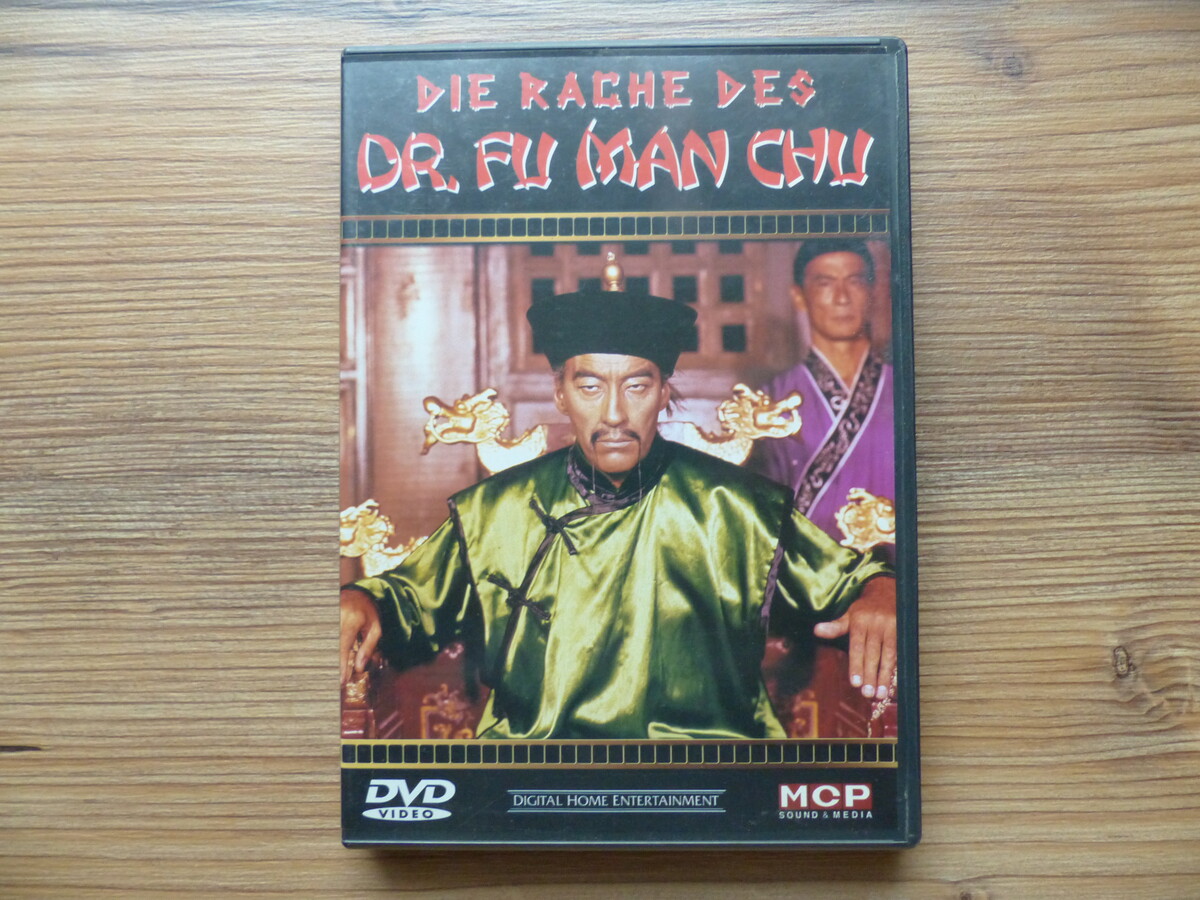 DIE RACHE DES
DR. FU MAN CHU
DVD
VIDEO
DIGITAL HOME ENTERTAINMENT
MCP
SOUND & MEDIA